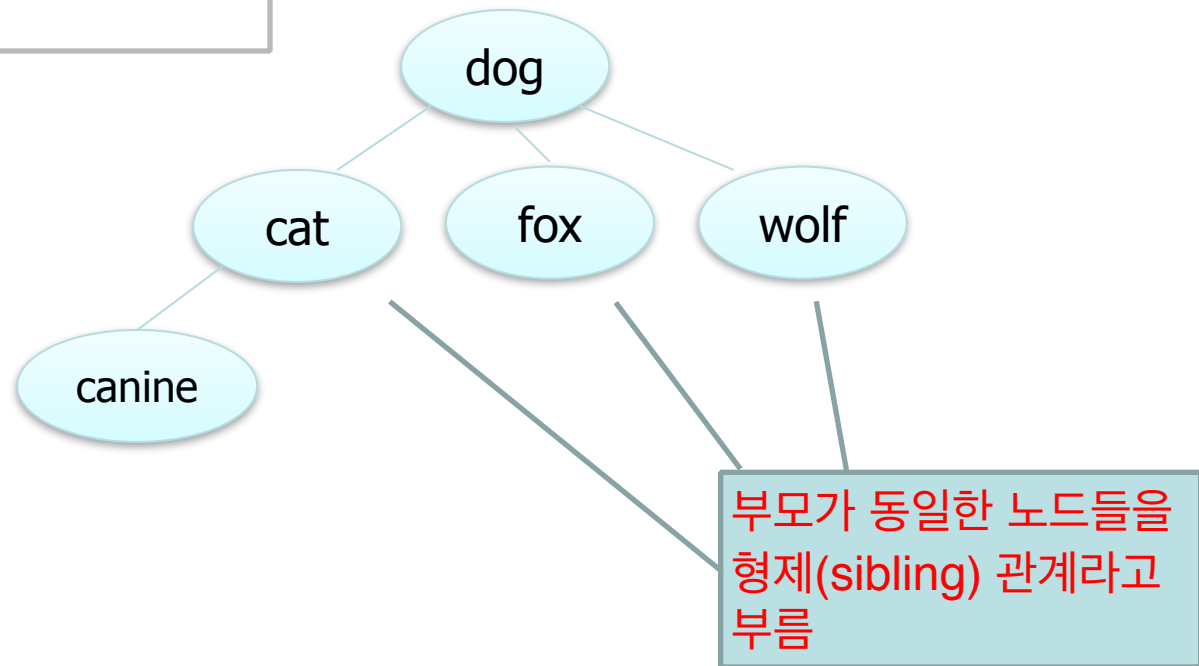 dog
cat
fox
wolf
canine
부모가 동일한 노드들을
형제(sibling) 관계라고
부름